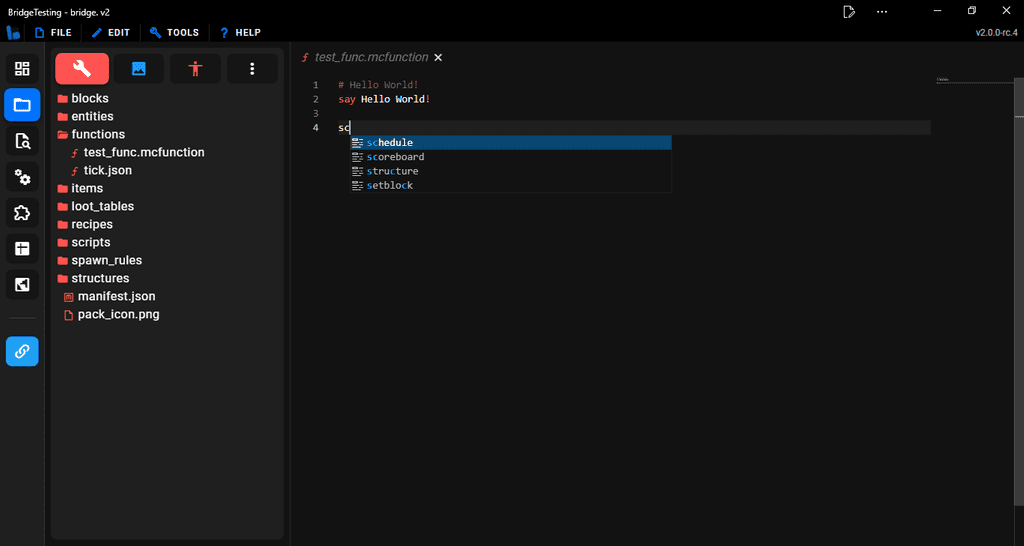 BridgeTesting - bridge. v2
FILE EDIT TOOLS HELP v2.0.0-rc.4
blocks
entities
functions
test_func.mcfunction
tick.json
items
loot_tables
recipes
scripts
spawn_rules
structures
manifest.json
pack_icon.png
test_func.mcfunction
1 # Hello World!
2 say Hello World!
3
4 sc
schedule
scoreboard
structure
setblock